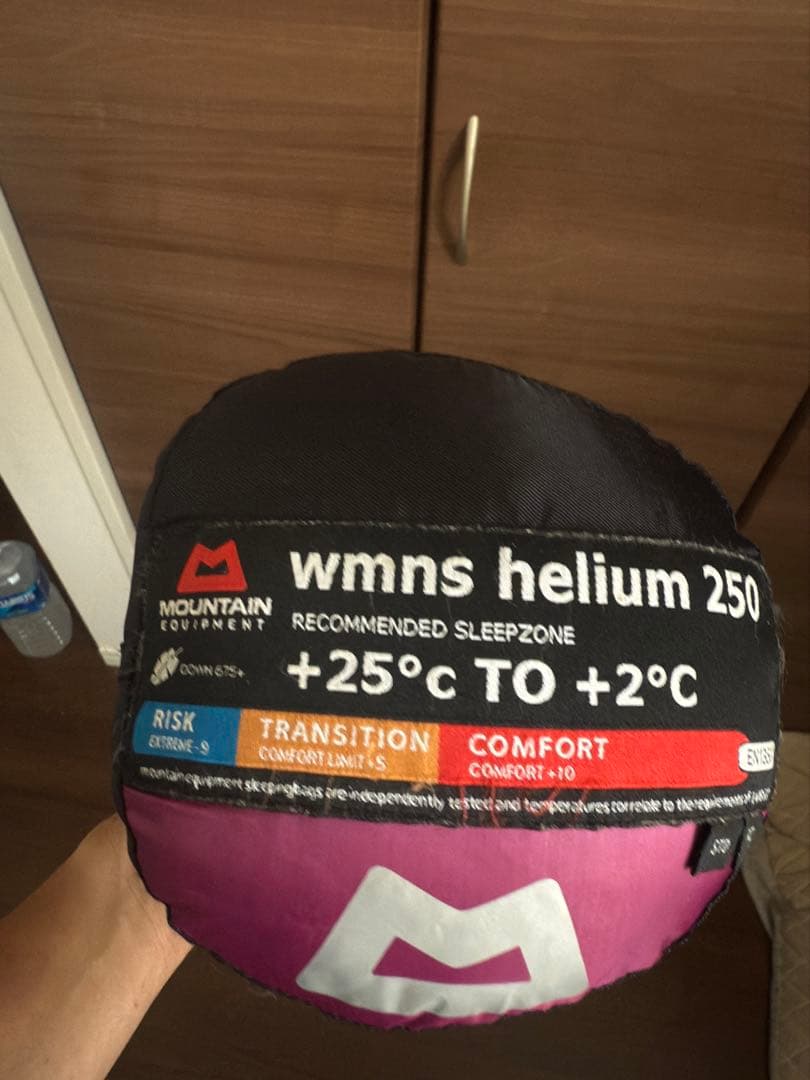 wmns helium 250
MOUNTAIN
EQUIPMENT
RECOMMENDED SLEEPZONE
DOWN 675+
+25°c TO +2°C
RISK
EXTREME -9
TRANSITION
COMFORT LIMIT +5
COMFORT
COMFORT +10
mountain equipment sleepingbags are independently tested and temperatures correlate to the requirements of
STD